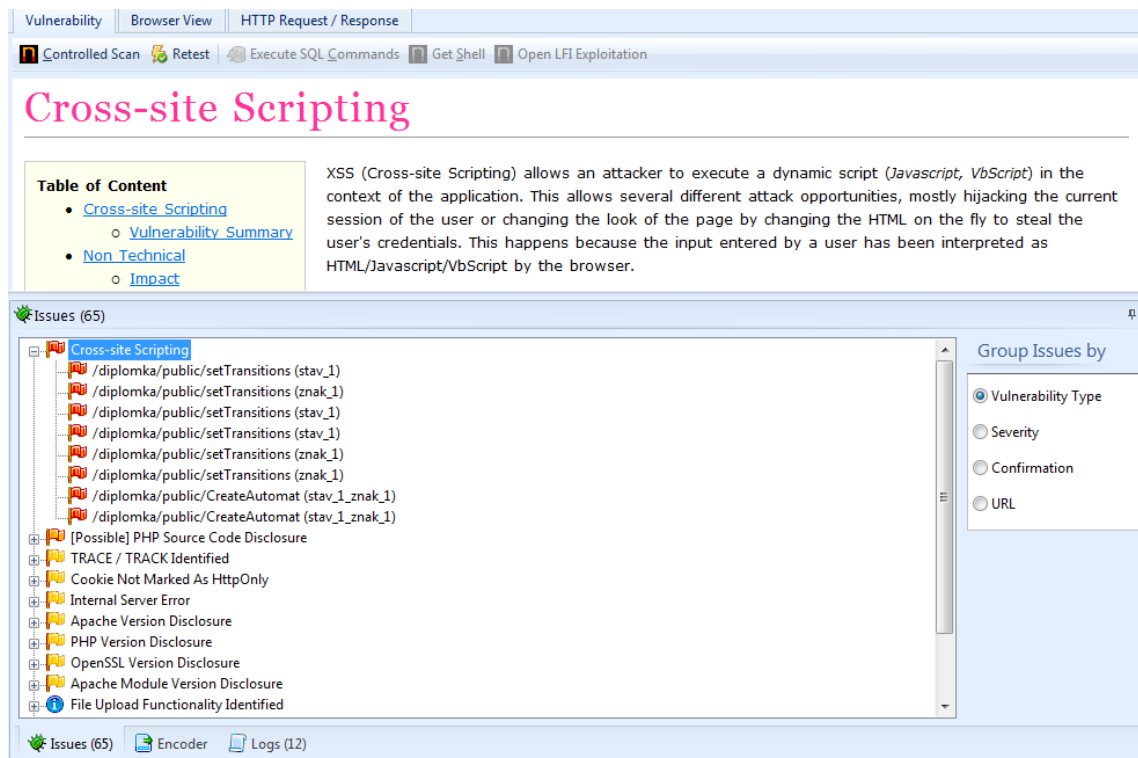 Vulnerability Browser View HTTP Request / Response
Controlled Scan Retest Execute SQL Commands Get Shell Open LFI Exploitation
Cross-site Scripting
Table of Content
Cross-site Scripting
Vulnerability Summary
Non Technical
Impact
XSS (Cross-site Scripting) allows an attacker to execute a dynamic script (Javascript, VbScript) in the
context of the application. This allows several different attack opportunities, mostly hijacking the current
session of the user or changing the look of the page by changing the HTML on the fly to steal the
user's credentials. This happens because the input entered by a user has been interpreted as
HTML/Javascript/VbScript by the browser.
Issues (65)
Cross-site Scripting
/diplomka/public/setTransitions (stav_1)
/diplomka/public/setTransitions (znak_1)
/diplomka/public/setTransitions (stav_1)
/diplomka/public/setTransitions (stav_1)
/diplomka/public/setTransitions (znak_1)
/diplomka/public/setTransitions (znak_1)
/diplomka/public/CreateAutomat (stav_1_znak_1)
/diplomka/public/CreateAutomat (stav_1_znak_1)
[Possible] PHP Source Code Disclosure
TRACE / TRACK Identified
Cookie Not Marked As HttpOnly
Internal Server Error
Apache Version Disclosure
PHP Version Disclosure
OpenSSL Version Disclosure
Apache Module Version Disclosure
File Upload Functionality Identified
Group Issues by
Vulnerability Type
Severity
Confirmation
URL
Issues (65) Encoder Logs (12)